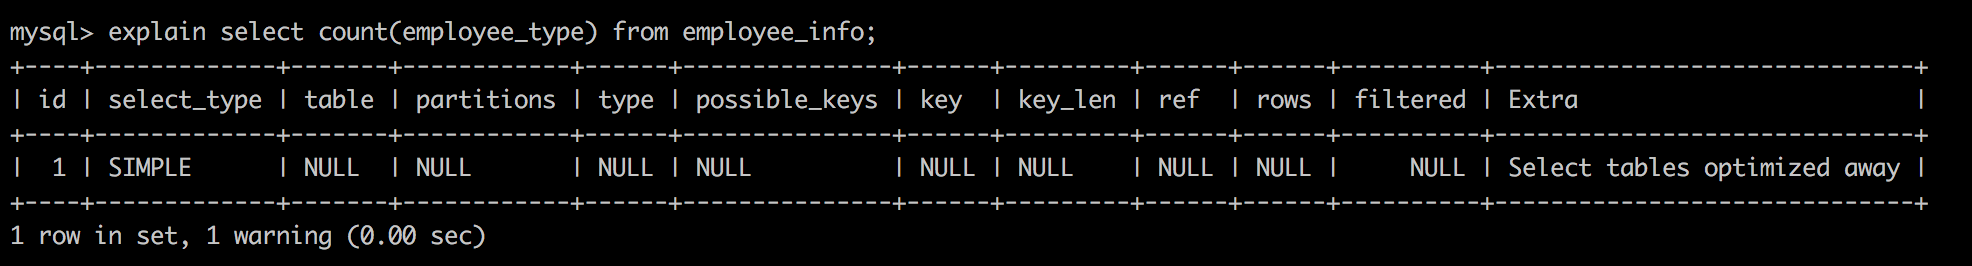 mysql> explain select count(employee_type) from employee_info;
+----+-------------+-------+------------+------+---------------+------+---------+------+------+----------+------------------------------+
| id | select_type | table | partitions | type | possible_keys | key  | key_len | ref  | rows | filtered | Extra                        |
+----+-------------+-------+------------+------+---------------+------+---------+------+------+----------+------------------------------+
|  1 | SIMPLE      | NULL  | NULL       | NULL | NULL          | NULL | NULL    | NULL | NULL |     NULL | Select tables optimized away |
+----+-------------+-------+------------+------+---------------+------+---------+------+------+----------+------------------------------+
1 row in set, 1 warning (0.00 sec)